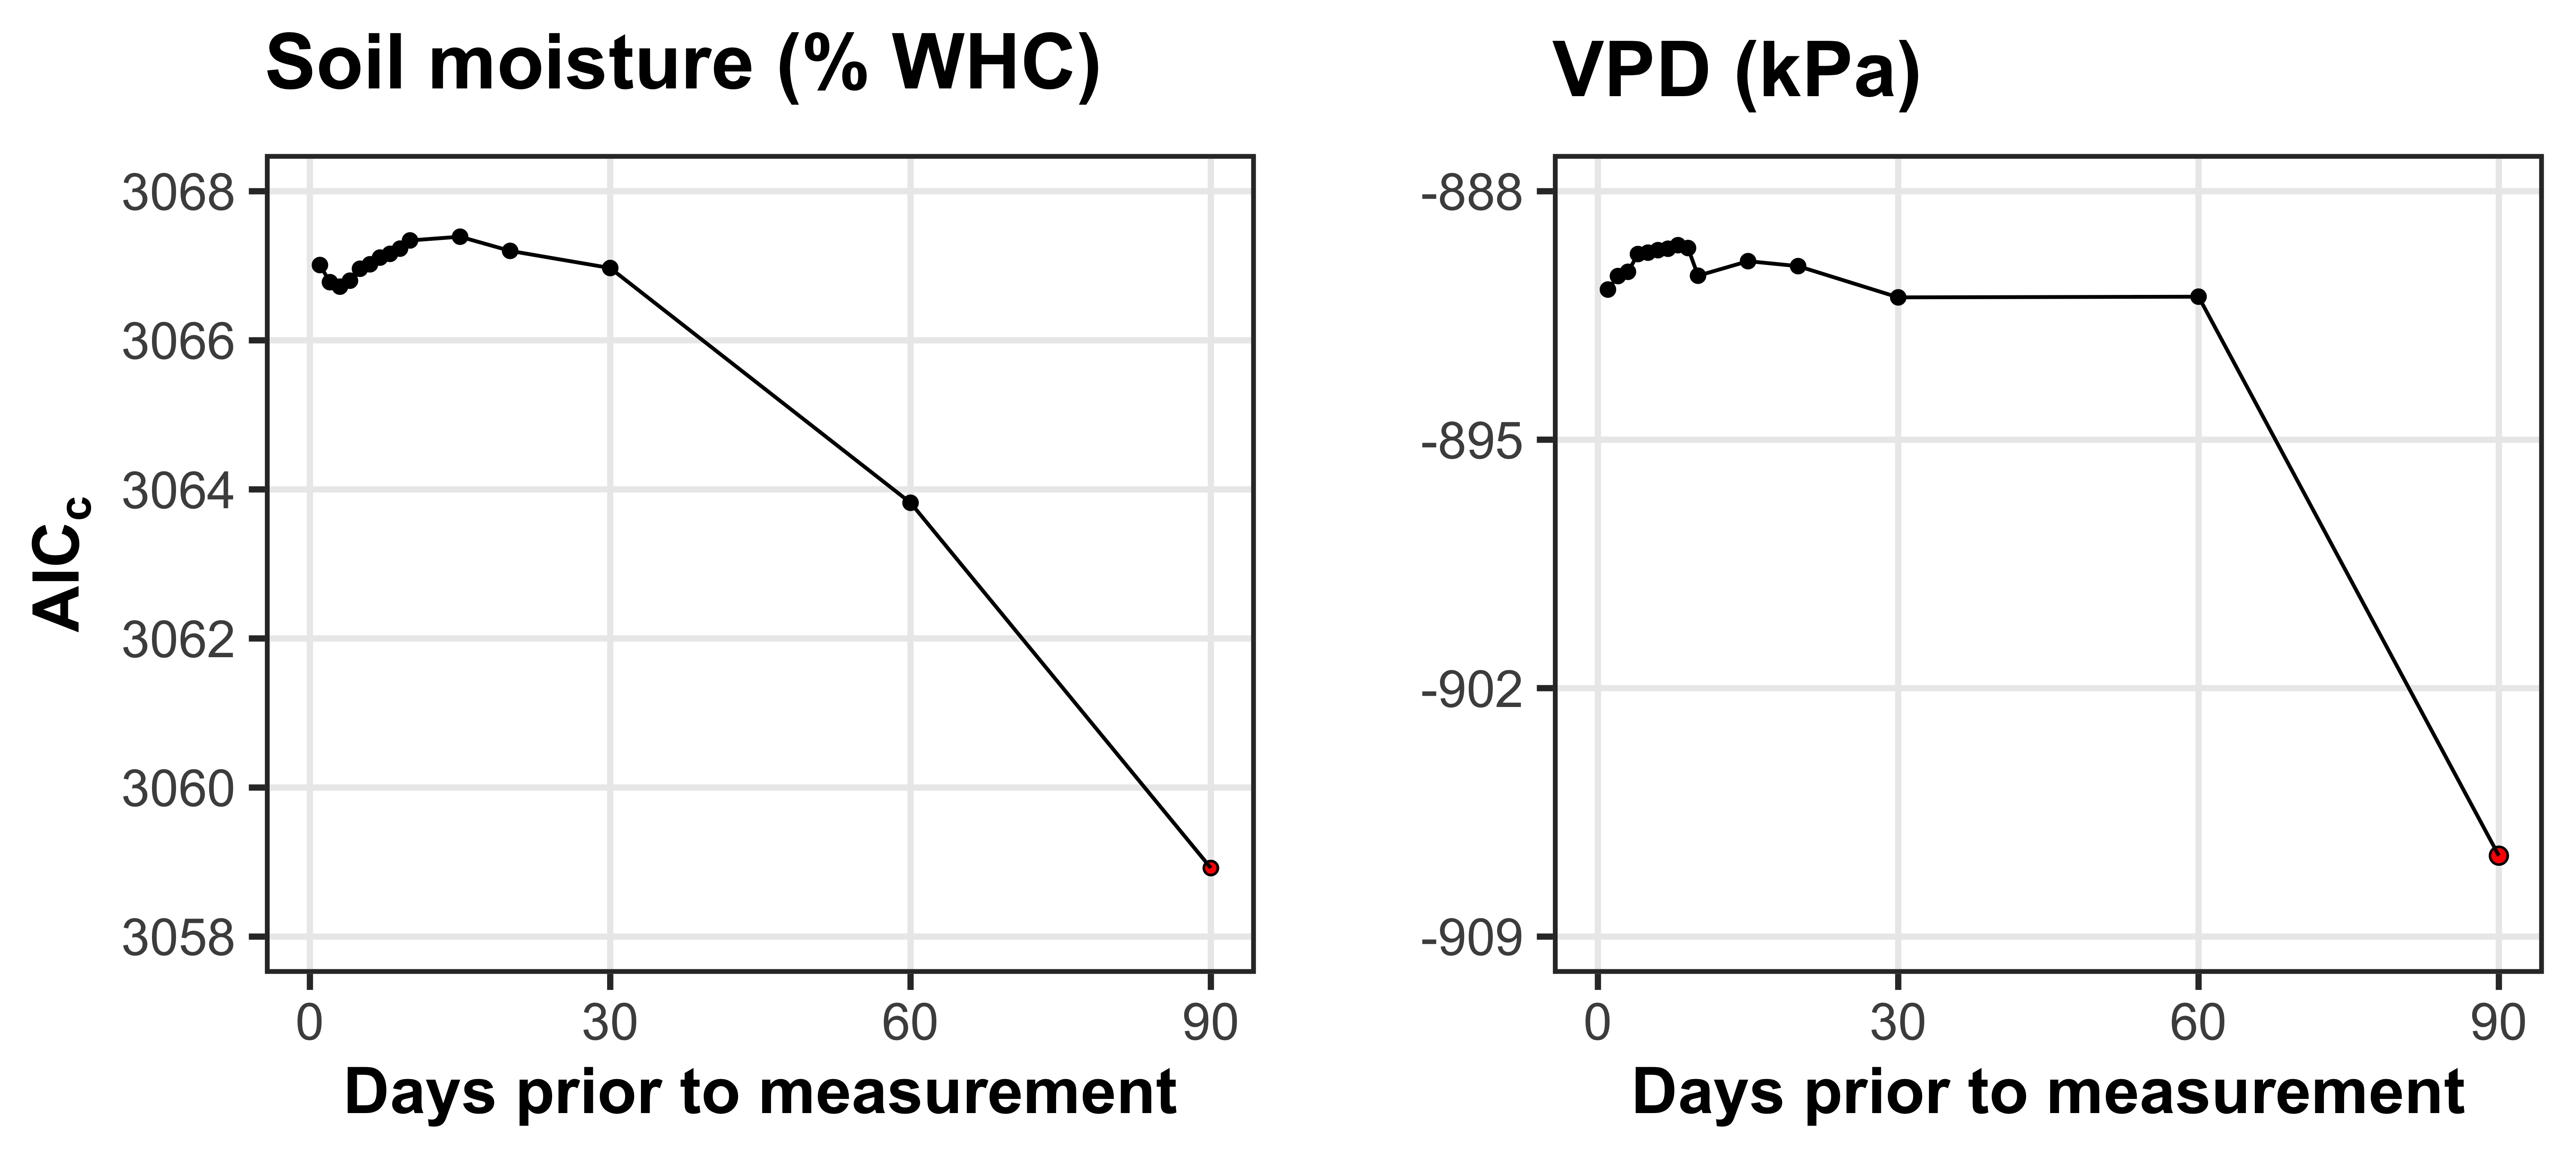 Soil moisture (% WHC)
AICc
3068
3066
3064
3062
3060
3058
0 30 60 90
Days prior to measurement
VPD (kPa)
-888
-895
-902
-909
0 30 60 90
Days prior to measurement